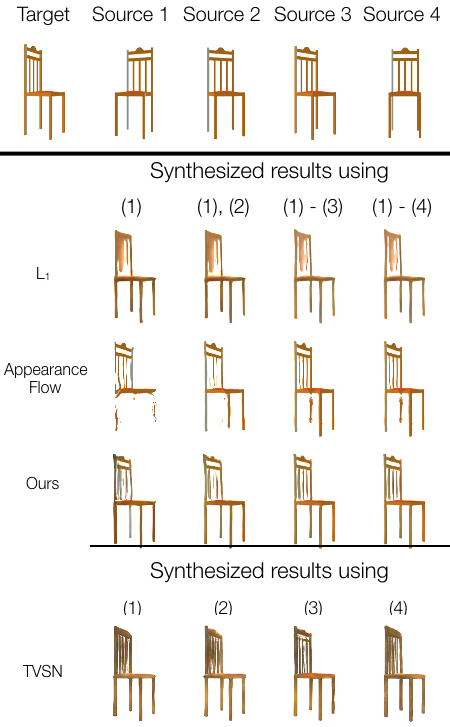 Target Source 1 Source 2 Source 3 Source 4
Synthesized results using
(1) (1), (2) (1) - (3) (1) - (4)
L₁
Appearance
Flow
Ours
Synthesized results using
(1) (2) (3) (4)
TVSN